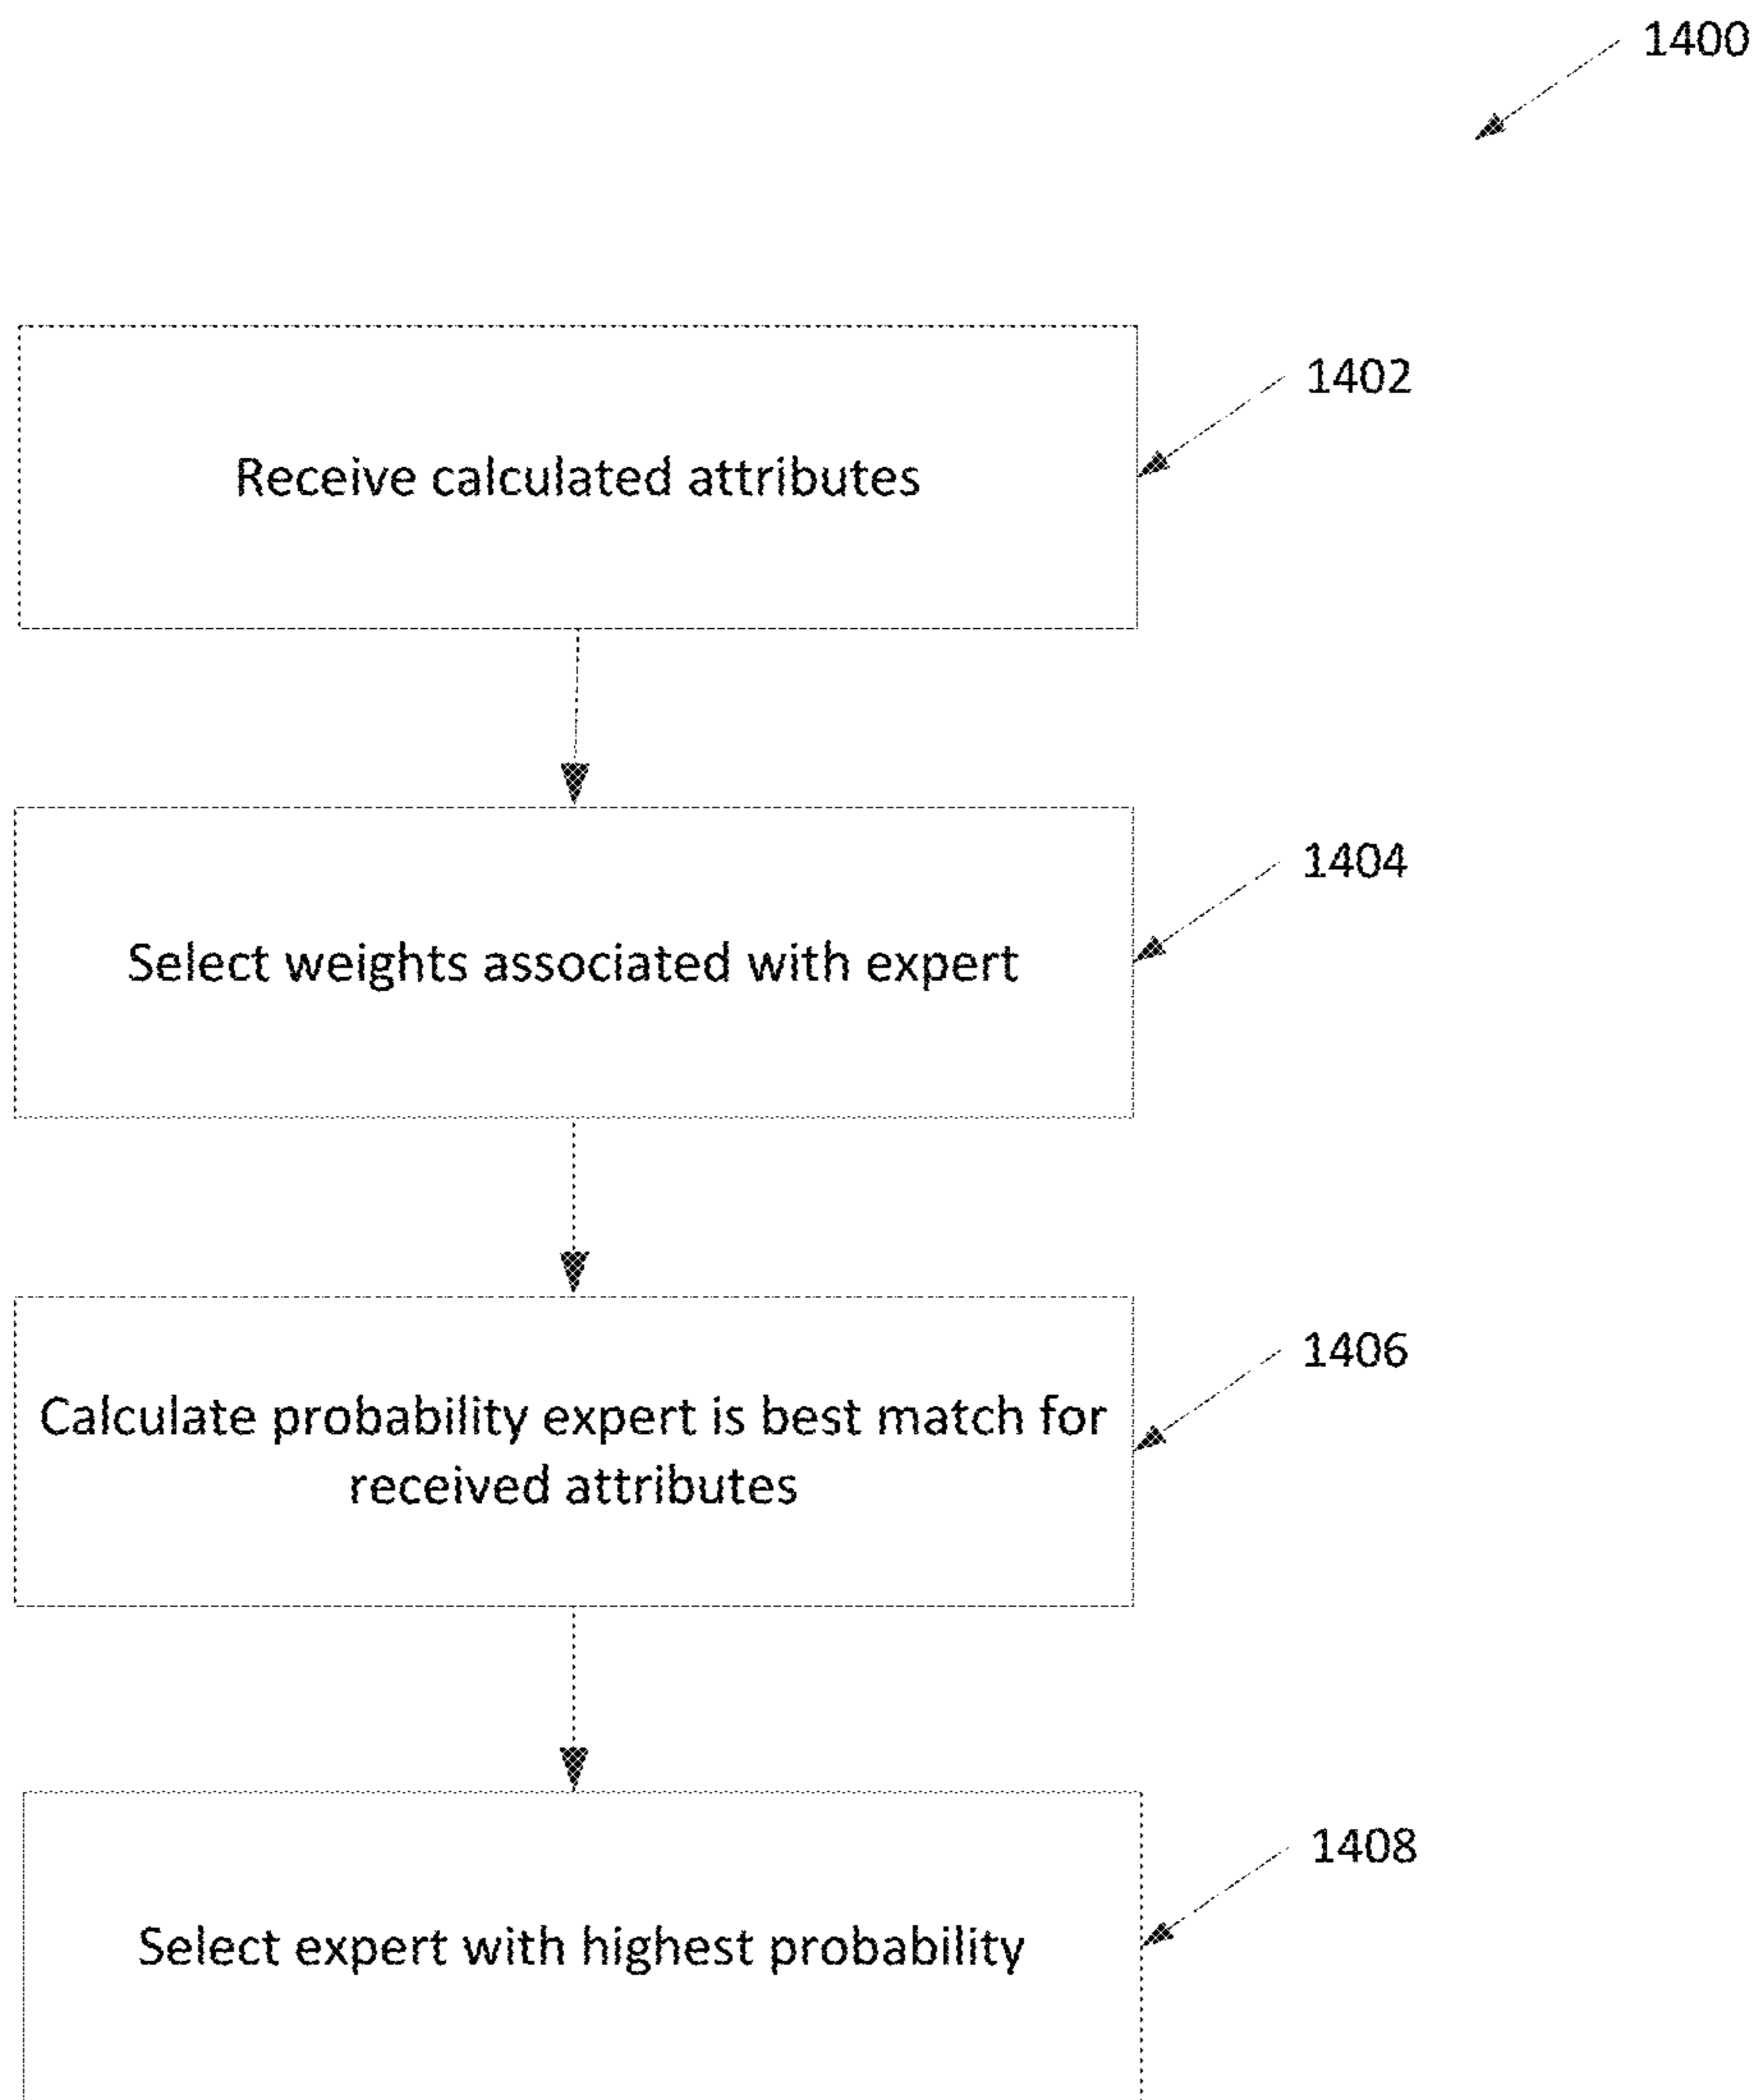 1400
Receive calculated attributes
1402
Select weights associated with expert
1404
Calculate probability expert is best match for
received attributes
1406
Select expert with highest probability
1408